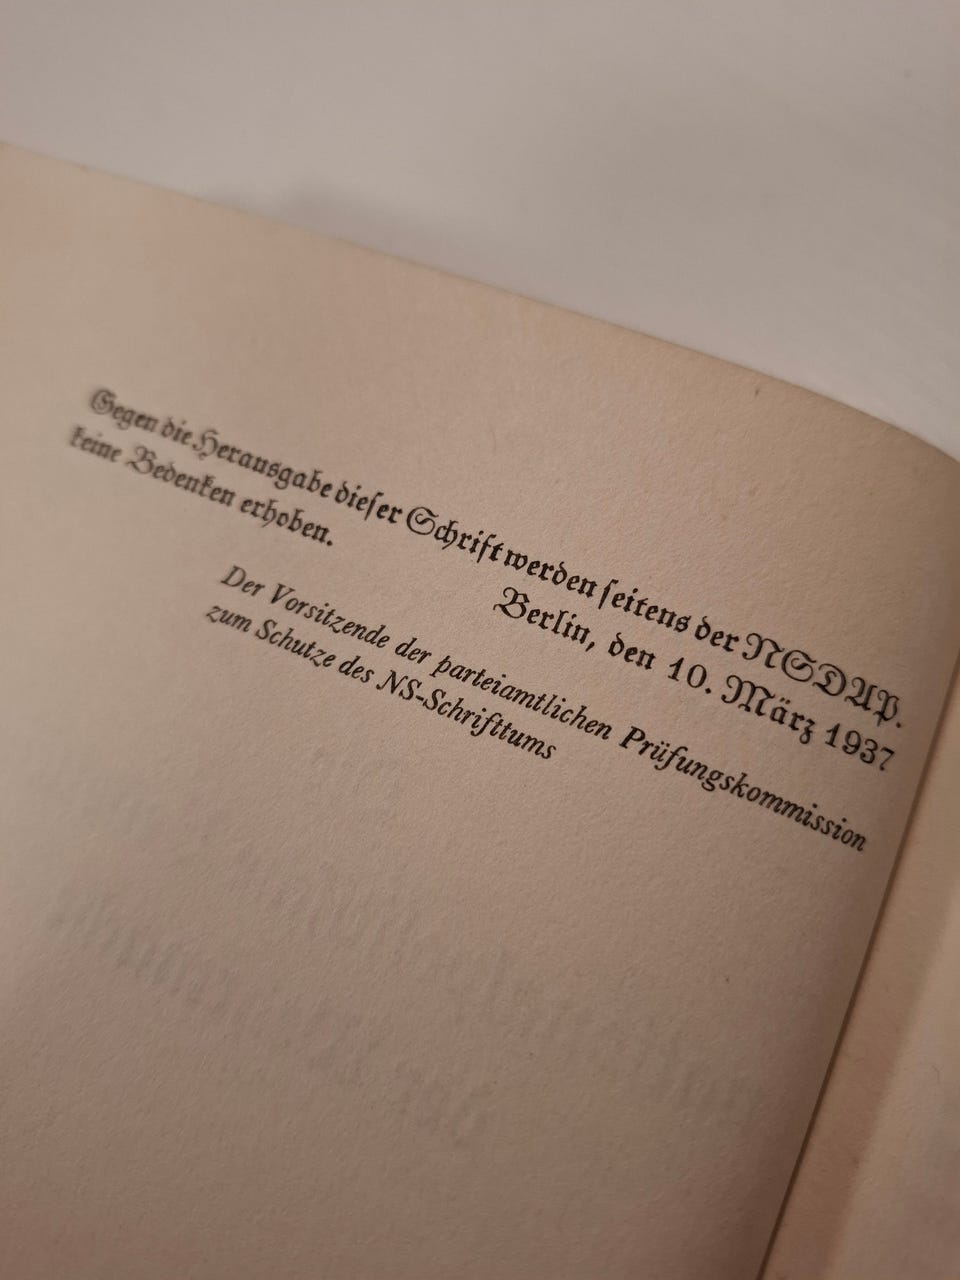 Gegen die Herausgabe dieſer Schrift werden ſeitens der NSDAP.
keine Bedenken erhoben.
Berlin, den 10. März 1937
Der Vorsitzende der parteiamtlichen Prüfungskommission
zum Schutze des NS-Schrifttums